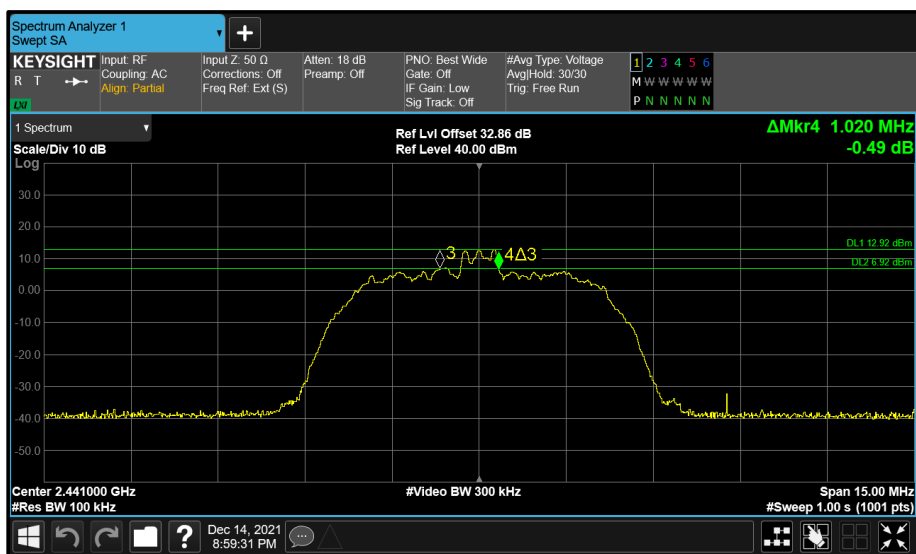 Spectrum Analyzer 1
Swept SA
KEYSIGHT
R T
LXI
Input: RF
Coupling: AC
Align: Partial
Input Z: 50 Ω
Corrections: Off
Freq Ref: Ext (S)
Atten: 18 dB
Preamp: Off
PNO: Best Wide
Gate: Off
IF Gain: Low
Sig Track: Off
#Avg Type: Voltage
Avg|Hold: 30/30
Trig: Free Run
1 2 3 4 5 6
M W W W W W
P N N N N N
1 Spectrum
Scale/Div 10 dB
Ref Lvl Offset 32.86 dB
Ref Level 40.00 dBm
ΔMkr4 1.020 MHz
-0.49 dB
Log
30.0
20.0
10.0
0.00
-10.0
-20.0
-30.0
-40.0
-50.0
3
4Δ3
DL1 12.92 dBm
DL2 6.92 dBm
Center 2.441000 GHz
#Video BW 300 kHz
Span 15.00 MHz
#Res BW 100 kHz
#Sweep 1.00 s (1001 pts)
?
Dec 14, 2021
8:59:31 PM